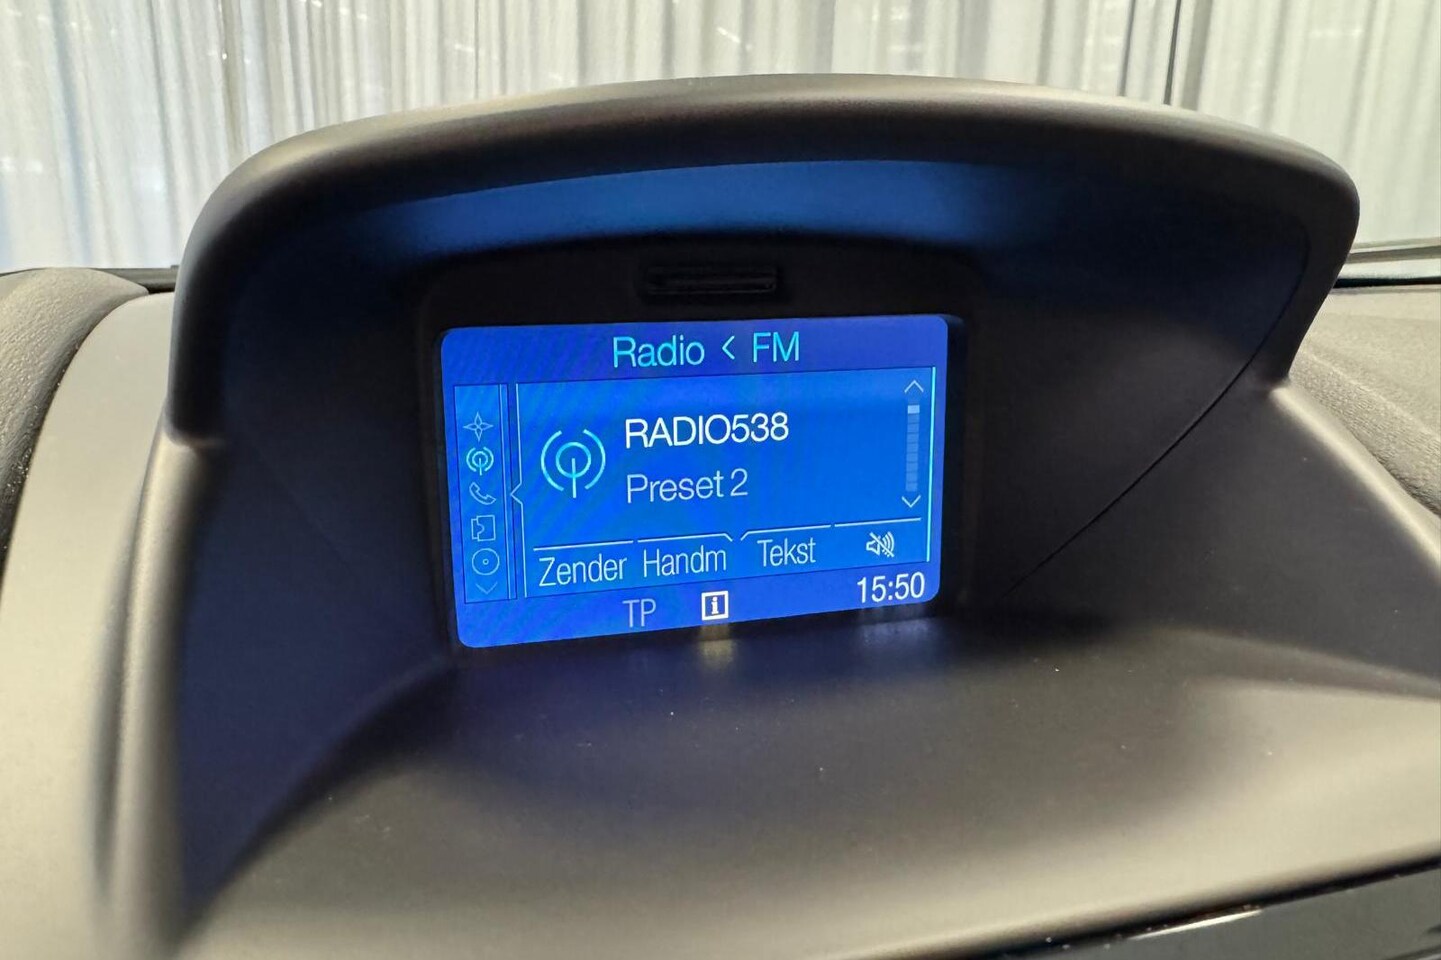 Radio < FM
RADIO538
Preset 2
Zender Handm Tekst
TP i 15:50